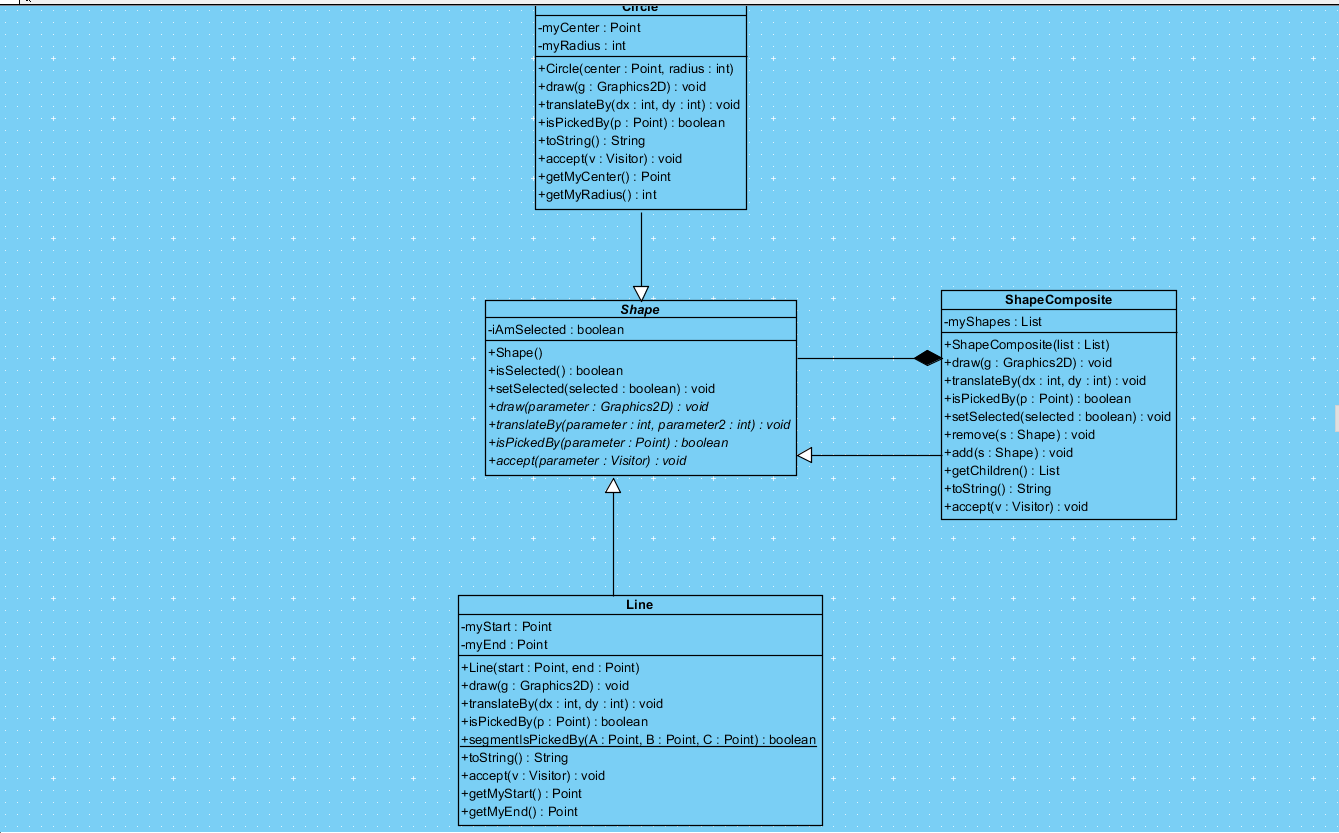 Circle
-myCenter : Point
-myRadius : int
+Circle(center : Point, radius : int)
+draw(g : Graphics2D) : void
+translateBy(dx : int, dy : int) : void
+isPickedBy(p : Point) : boolean
+toString() : String
+accept(v : Visitor) : void
+getMyCenter() : Point
+getMyRadius() : int
Shape
-iAmSelected : boolean
+Shape()
+isSelected() : boolean
+setSelected(selected : boolean) : void
+draw(parameter : Graphics2D) : void
+translateBy(parameter : int, parameter2 : int) : void
+isPickedBy(parameter : Point) : boolean
+accept(parameter : Visitor) : void
ShapeComposite
-myShapes : List
+ShapeComposite(list : List)
+draw(g : Graphics2D) : void
+translateBy(dx : int, dy : int) : void
+isPickedBy(p : Point) : boolean
+setSelected(selected : boolean) : void
+remove(s : Shape) : void
+add(s : Shape) : void
+getChildren() : List
+toString() : String
+accept(v : Visitor) : void
Line
-myStart : Point
-myEnd : Point
+Line(start : Point, end : Point)
+draw(g : Graphics2D) : void
+translateBy(dx : int, dy : int) : void
+isPickedBy(p : Point) : boolean
+segmentIsPickedBy(A : Point, B : Point, C : Point) : boolean
+toString() : String
+accept(v : Visitor) : void
+getMyStart() : Point
+getMyEnd() : Point